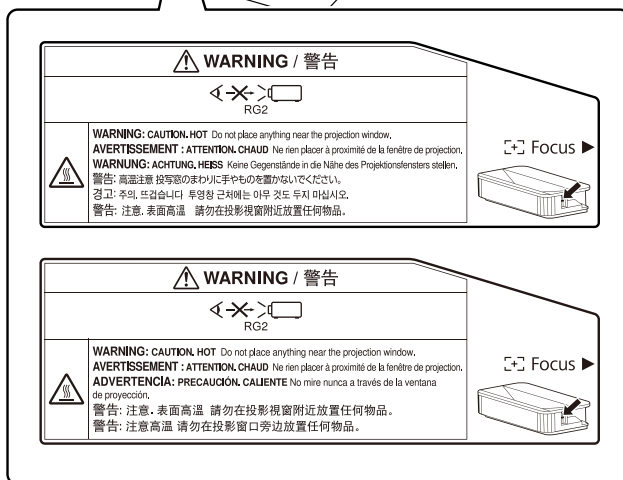 WARNING / 警告
RG2
WARNING: CAUTION. HOT Do not place anything near the projection window.
AVERTISSEMENT : ATTENTION. CHAUD Ne rien placer à proximité de la fenêtre de projection.
WARNUNG: ACHTUNG. HEISS Keine Gegenstände in die Nähe des Projektionsfensters stellen.
警告: 高温注意 投写窓のまわりに手やものを置かないでください。
경고: 주의. 뜨겁습니다 투영창 근처에는 아무 것도 두지 마십시오.
警告: 注意. 表面高溫 請勿在投影視窗附近放置任何物品。
Focus ▶
WARNING / 警告
RG2
WARNING: CAUTION. HOT Do not place anything near the projection window.
AVERTISSEMENT : ATTENTION. CHAUD Ne rien placer à proximité de la fenêtre de projection.
ADVERTENCIA: PRECAUCIÓN. CALIENTE No mire nunca a través de la ventana
de proyección.
警告: 注意. 表面高溫 請勿在投影視窗附近放置任何物品。
警告: 注意高温 请勿在投影窗口旁边放置任何物品。
Focus ▶